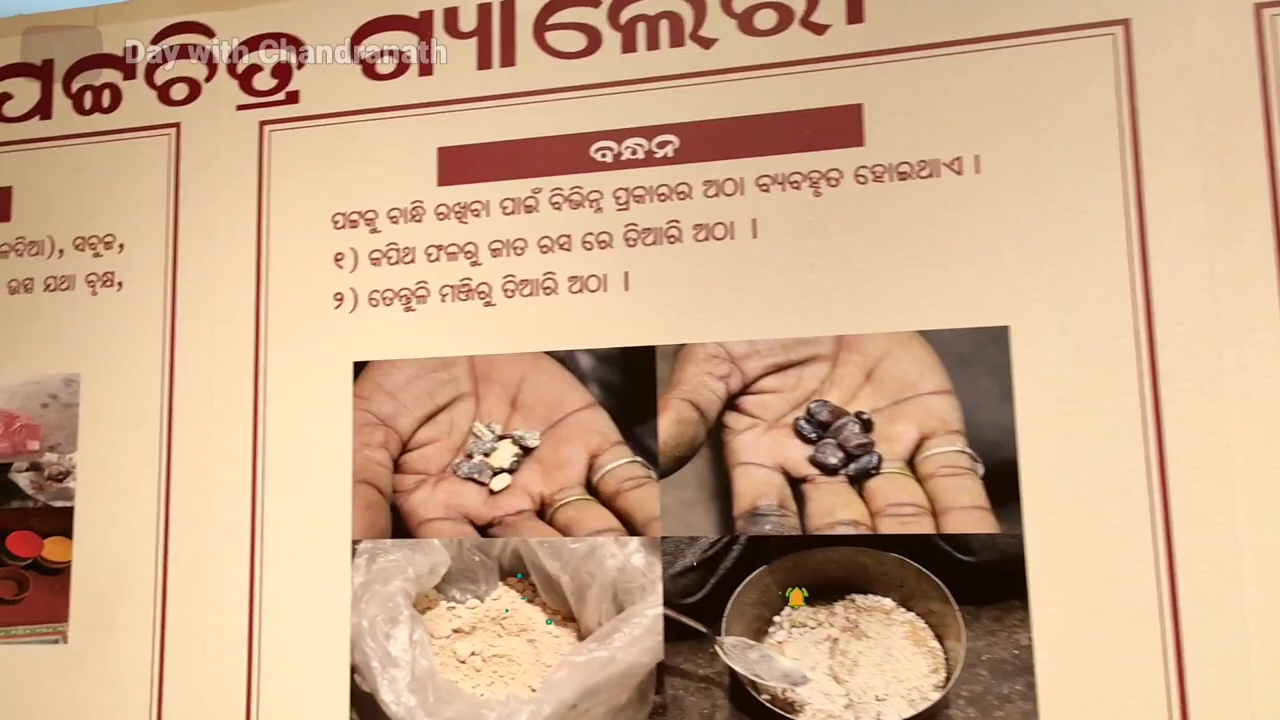 Day with Chandranath
ପଟ୍ଟଚିତ୍ର ଗ୍ୟାଲେରୀ
ବନ୍ଧନ
ପଟ୍ଟକୁ ବାନ୍ଧି ରଖିବା ପାଇଁ ବିଭିନ୍ନ ପ୍ରକାରର ଅଠା ବ୍ୟବହୃତ ହୋଇଥାଏ ।
୧) କପିଥ ଫଳରୁ ଜାତ ରସ ରେ ତିଆରି ଅଠା ।
୨) ତେନ୍ତୁଳି ମଞ୍ଜିରୁ ତିଆରି ଅଠା ।
ସବୁଜ,
ଯଥା ବୃକ୍ଷ,